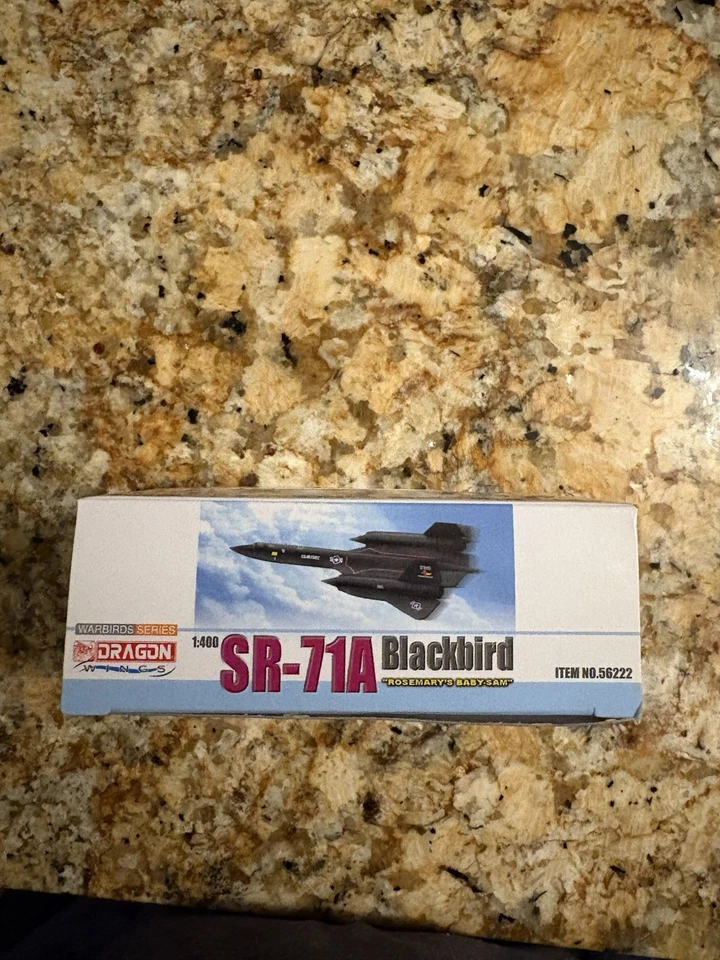 WARBIRDS SERIES
DRAGON
WINGS
1:400
SR-71A
Blackbird
"ROSEMARY'S BABY-SAM"
ITEM NO.56222